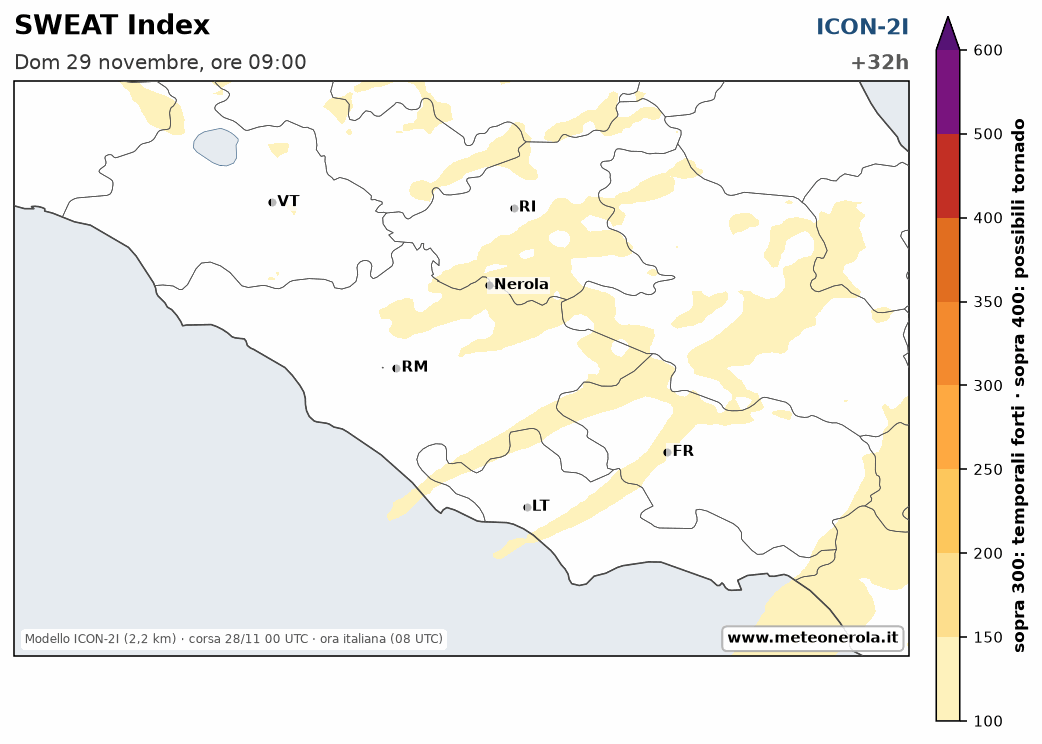 SWEAT Index
ICON-2I
Dom 29 novembre, ore 09:00
+32h
VT
RI
Nerola
RM
FR
LT
Modello ICON-2I (2,2 km) · corsa 28/11 00 UTC · ora italiana (08 UTC)
www.meteonerola.it
600
500
400
350
300
250
200
150
100
sopra 300: temporali forti · sopra 400: possibili tornado